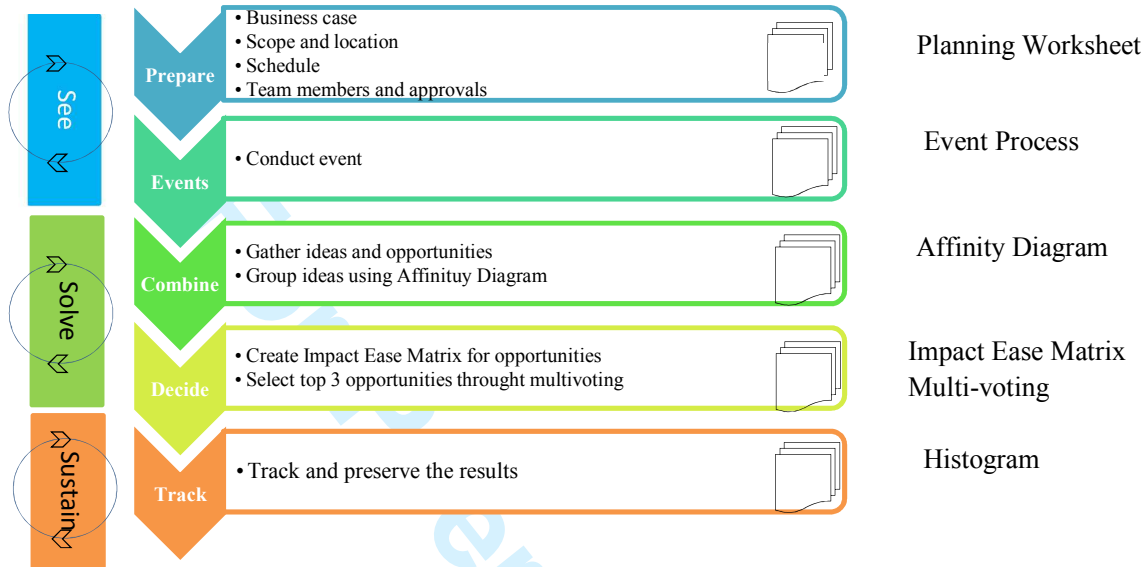 See
Prepare
• Business case
• Scope and location
• Schedule
• Team members and approvals
Planning Worksheet
Events
• Conduct event
Event Process
Solve
Combine
• Gather ideas and opportunities
• Group ideas using Affinituy Diagram
Affinity Diagram
Decide
• Create Impact Ease Matrix for opportunities
• Select top 3 opportunities throught multivoting
Impact Ease Matrix
Multi-voting
Sustain
Track
• Track and preserve the results
Histogram